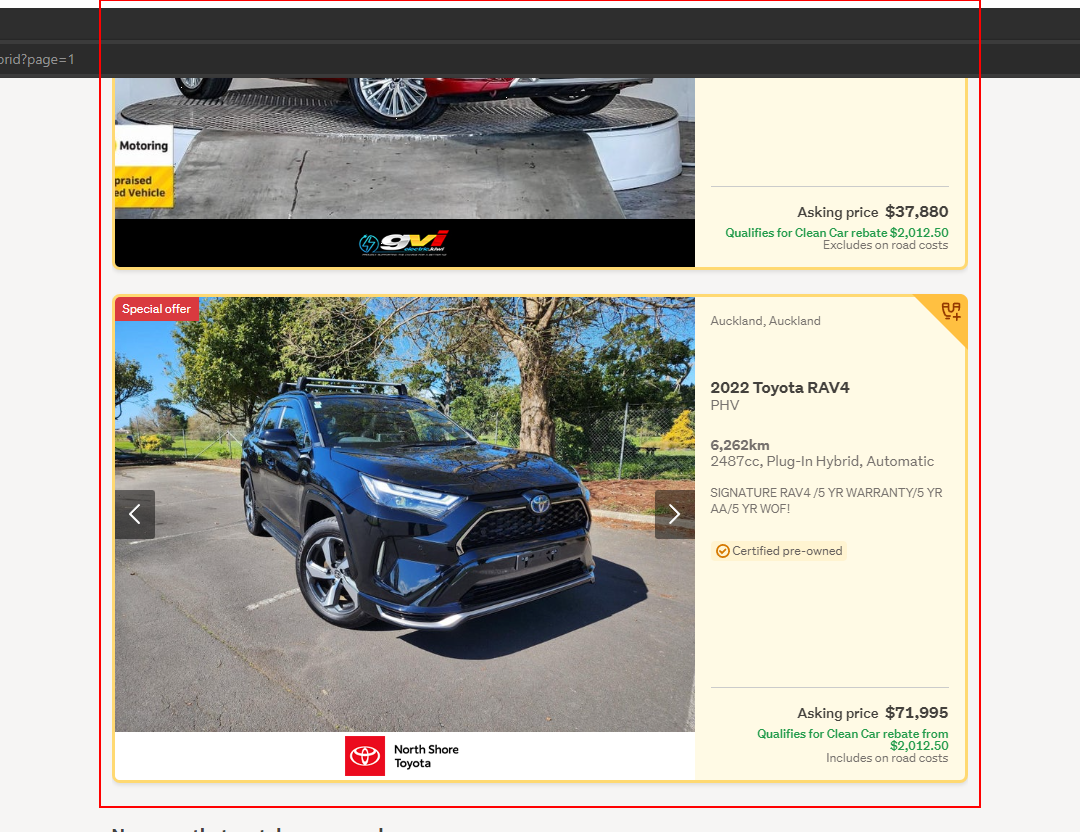 orid?page=1
Motoring
praised
ed Vehicle
gvi
electric.kiwi
Asking price $37,880
Qualifies for Clean Car rebate $2,012.50
Excludes on road costs
Special offer
Auckland, Auckland
2022 Toyota RAV4
PHV
6,262km
2487cc, Plug-In Hybrid, Automatic
SIGNATURE RAV4 /5 YR WARRANTY/5 YR
AA/5 YR WOF!
Certified pre-owned
North Shore
Toyota
Asking price $71,995
Qualifies for Clean Car rebate from
$2,012.50
Includes on road costs